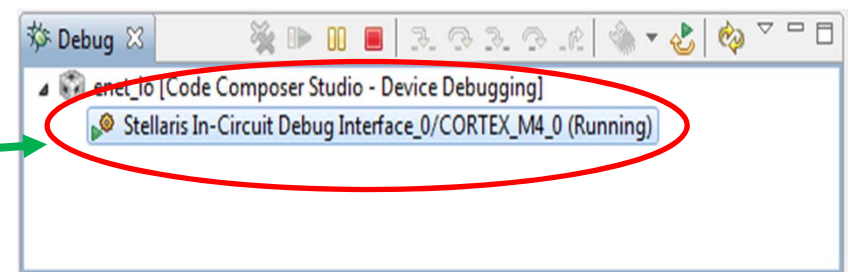 Debug
enet_io [Code Composer Studio - Device Debugging]
Stellaris In-Circuit Debug Interface_0/CORTEX_M4_0 (Running)